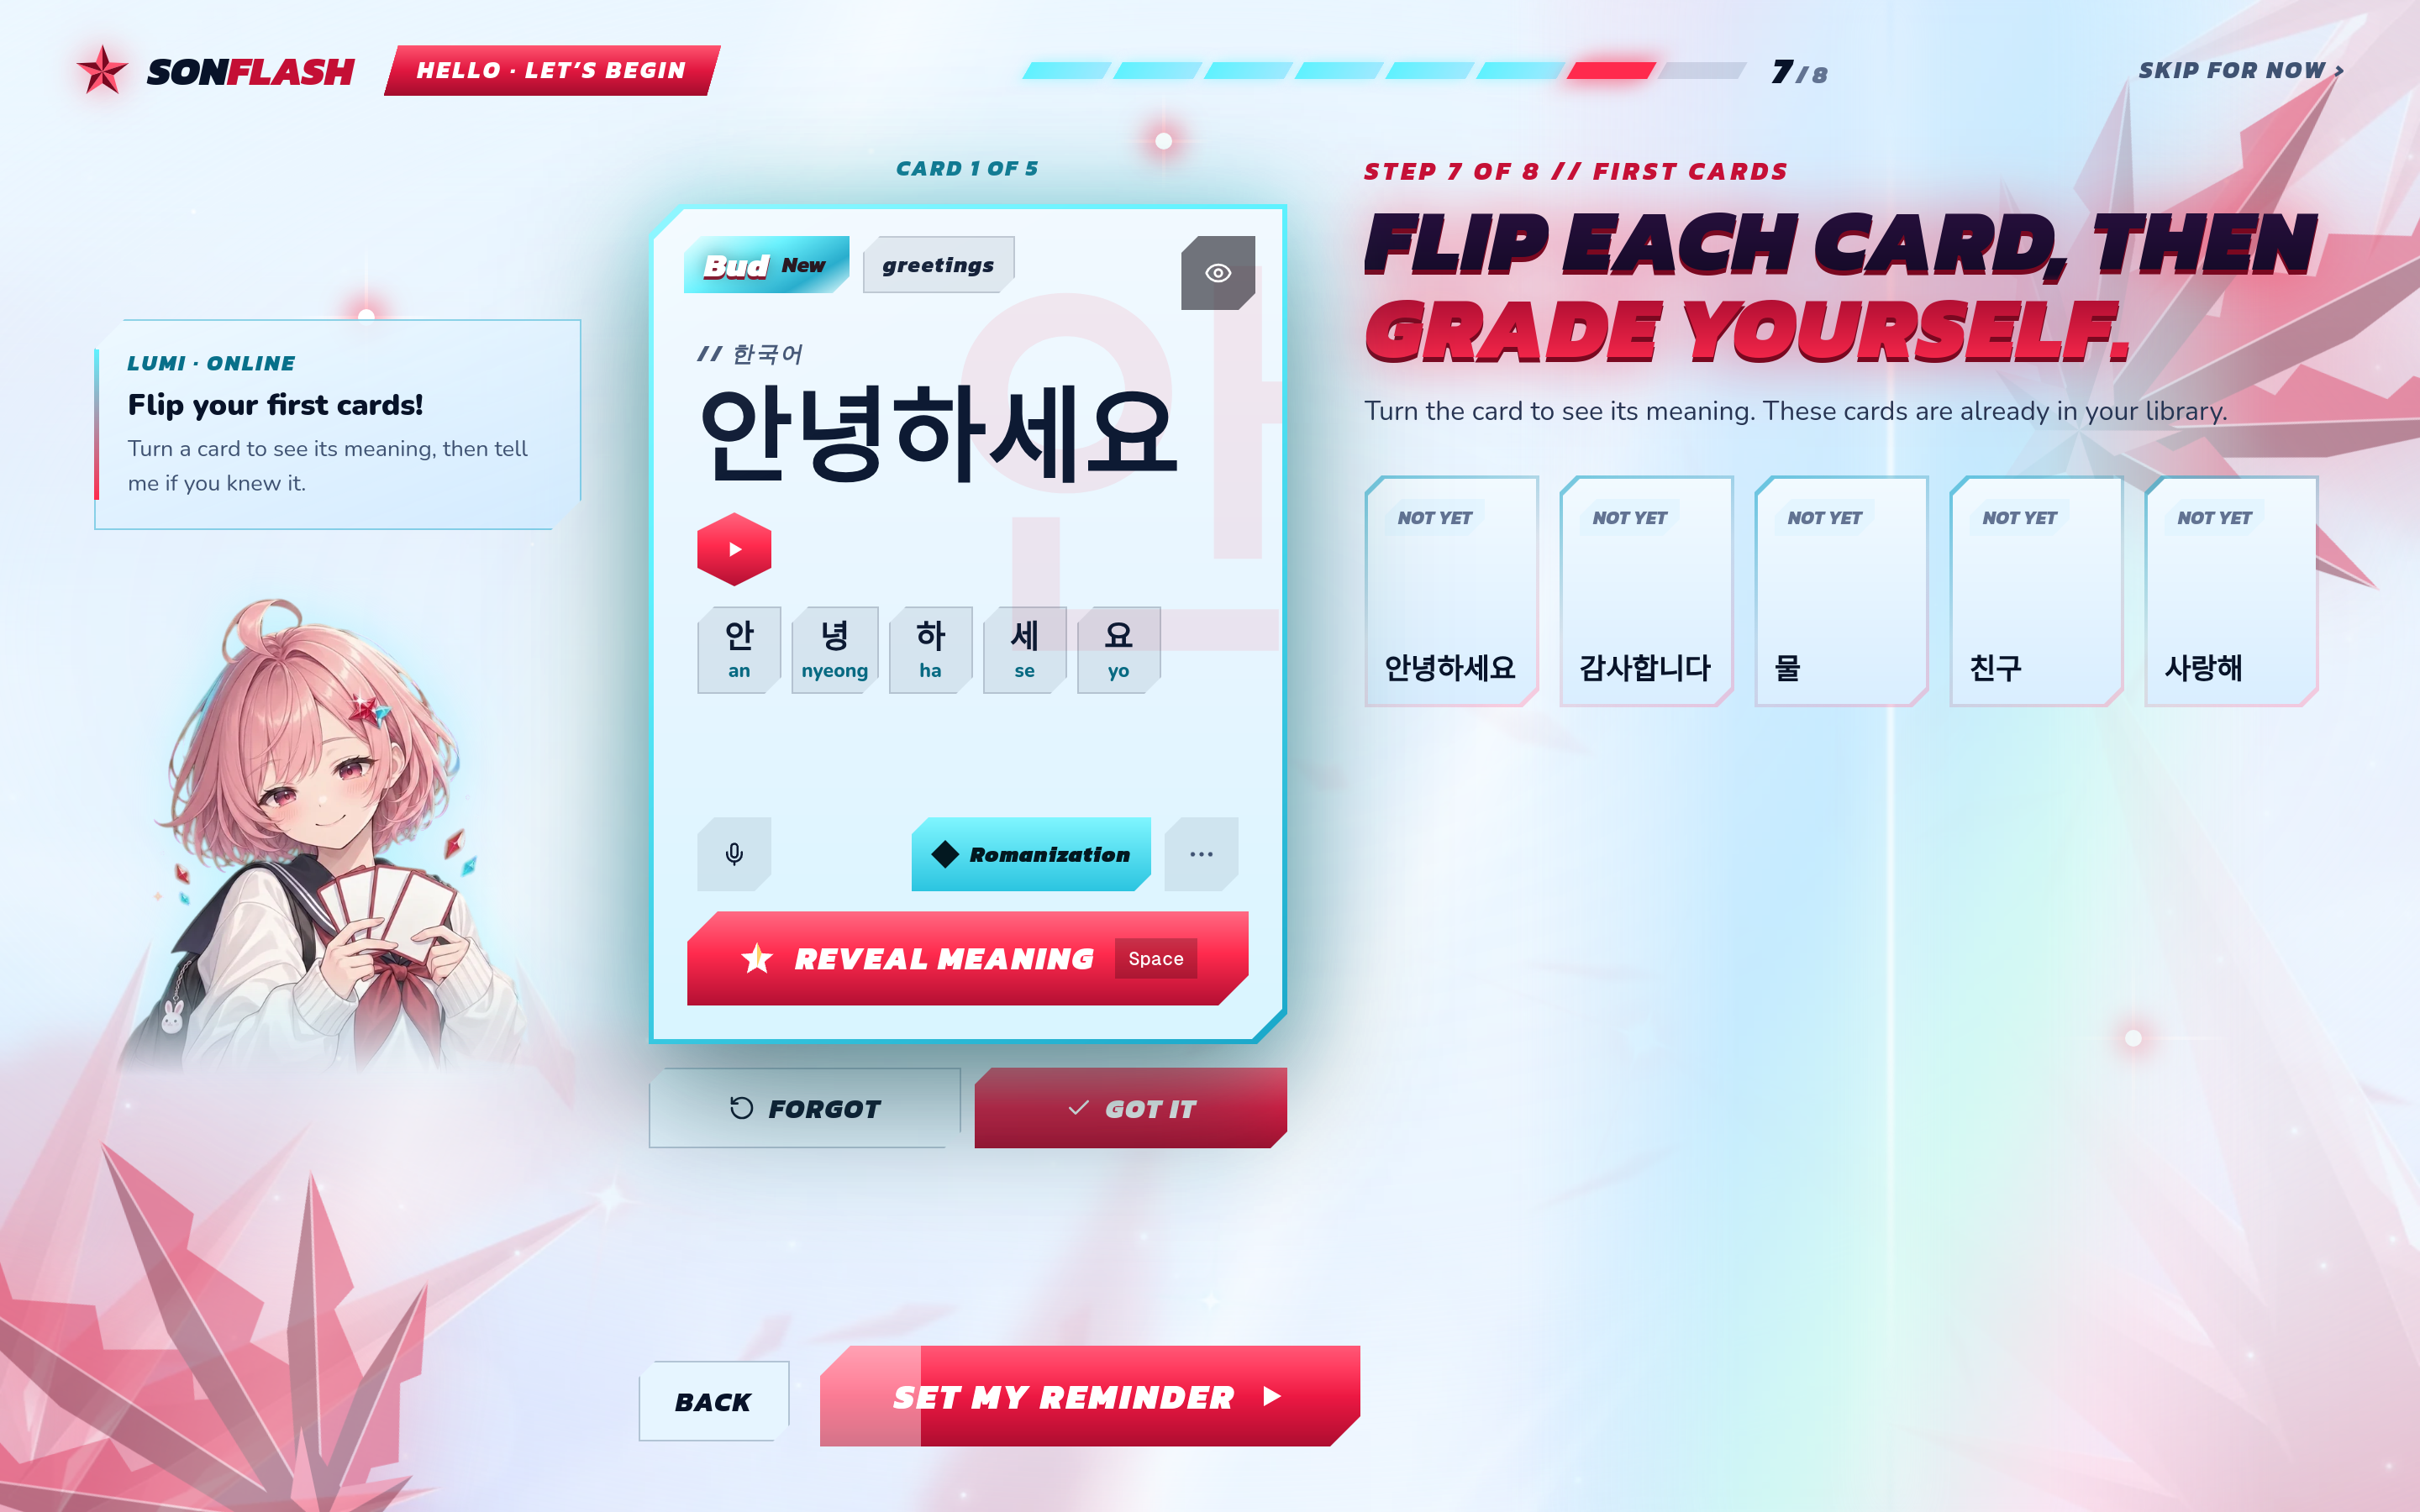 SONFLASH
HELLO · LET'S BEGIN
7 / 8
SKIP FOR NOW >
CARD 1 OF 5
LUMI · ONLINE
Flip your first cards!
Turn a card to see its meaning, then tell
me if you knew it.
Bud New
greetings
// 한국어
안녕하세요
안
안 녕 하 세 요
an nyeong ha se yo
Romanization
REVEAL MEANING Space
FORGOT
GOT IT
STEP 7 OF 8 // FIRST CARDS
FLIP EACH CARD, THEN
GRADE YOURSELF.
Turn the card to see its meaning. These cards are already in your library.
NOT YET NOT YET NOT YET NOT YET NOT YET
안녕하세요 감사합니다 물 친구 사랑해
BACK
SET MY REMINDER